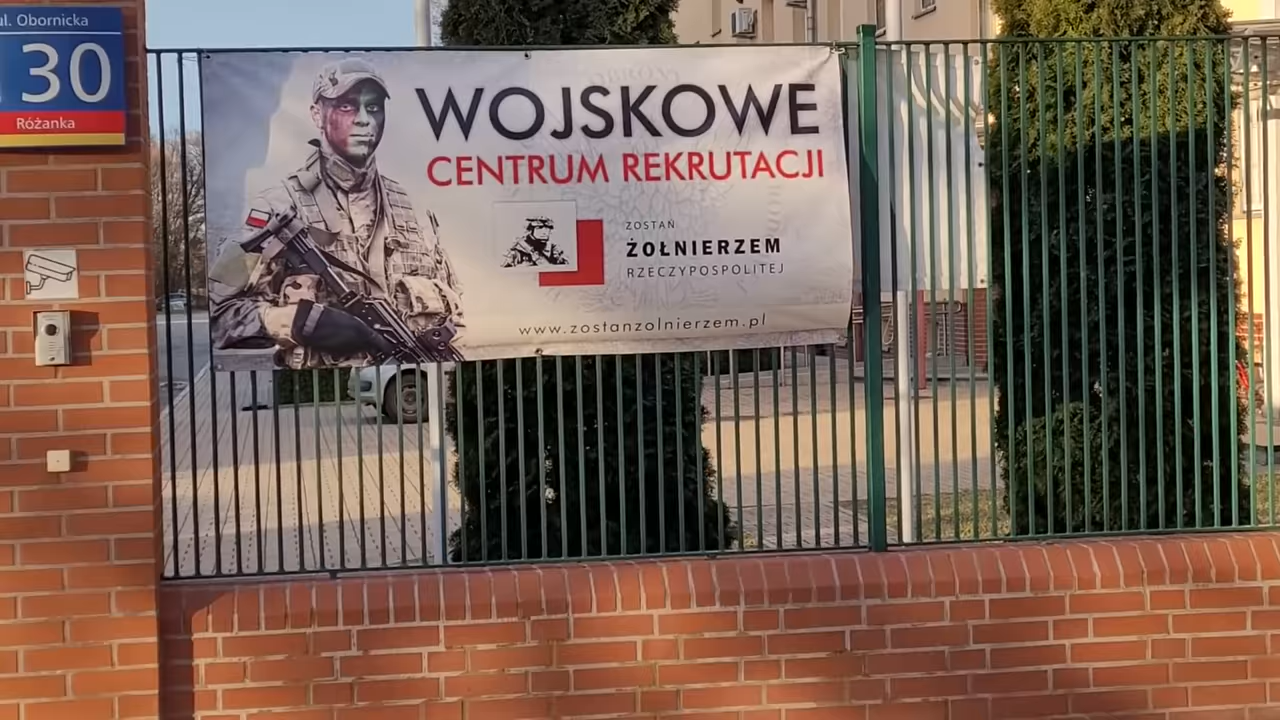 ul. Obornicka
30
Różanka
WOJSKOWE
CENTRUM REKRUTACJI
ZOSTAŃ
ŻOŁNIERZEM
RZECZYPOSPOLITEJ
www.zostanzolnierzem.pl